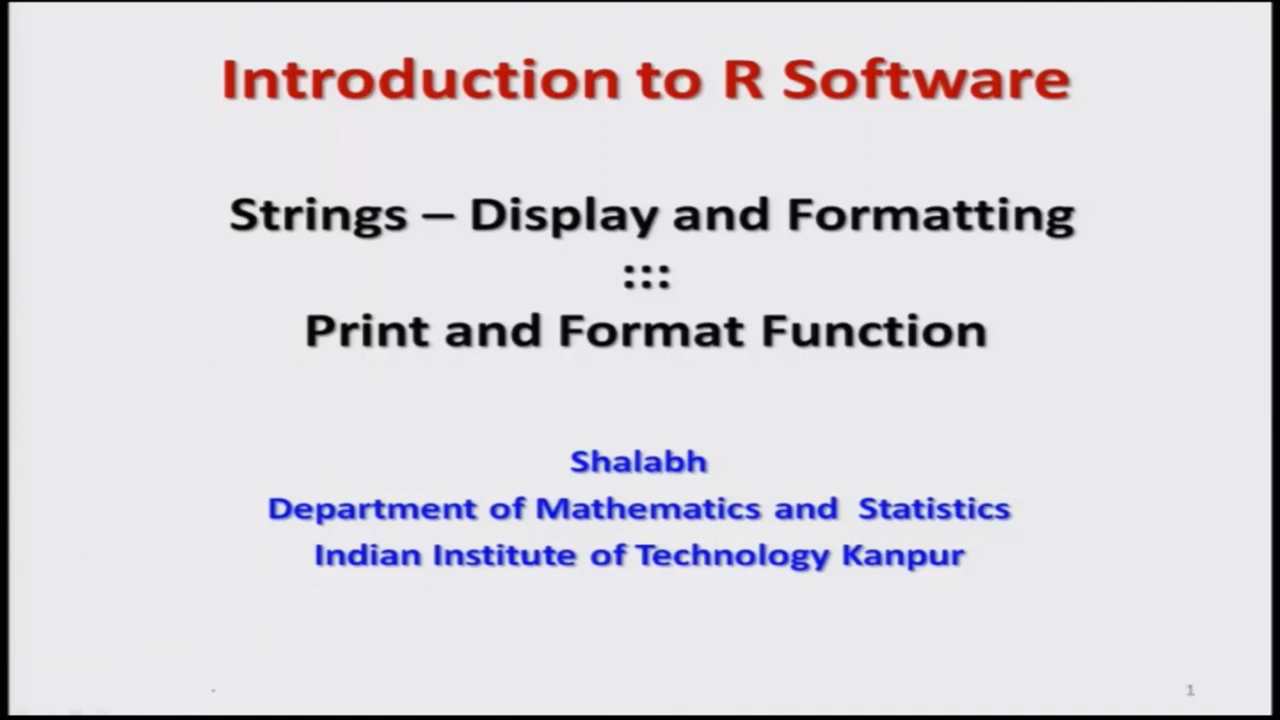 Introduction to R Software
Strings – Display and Formatting
:::
Print and Format Function
Shalabh
Department of Mathematics and Statistics
Indian Institute of Technology Kanpur
1